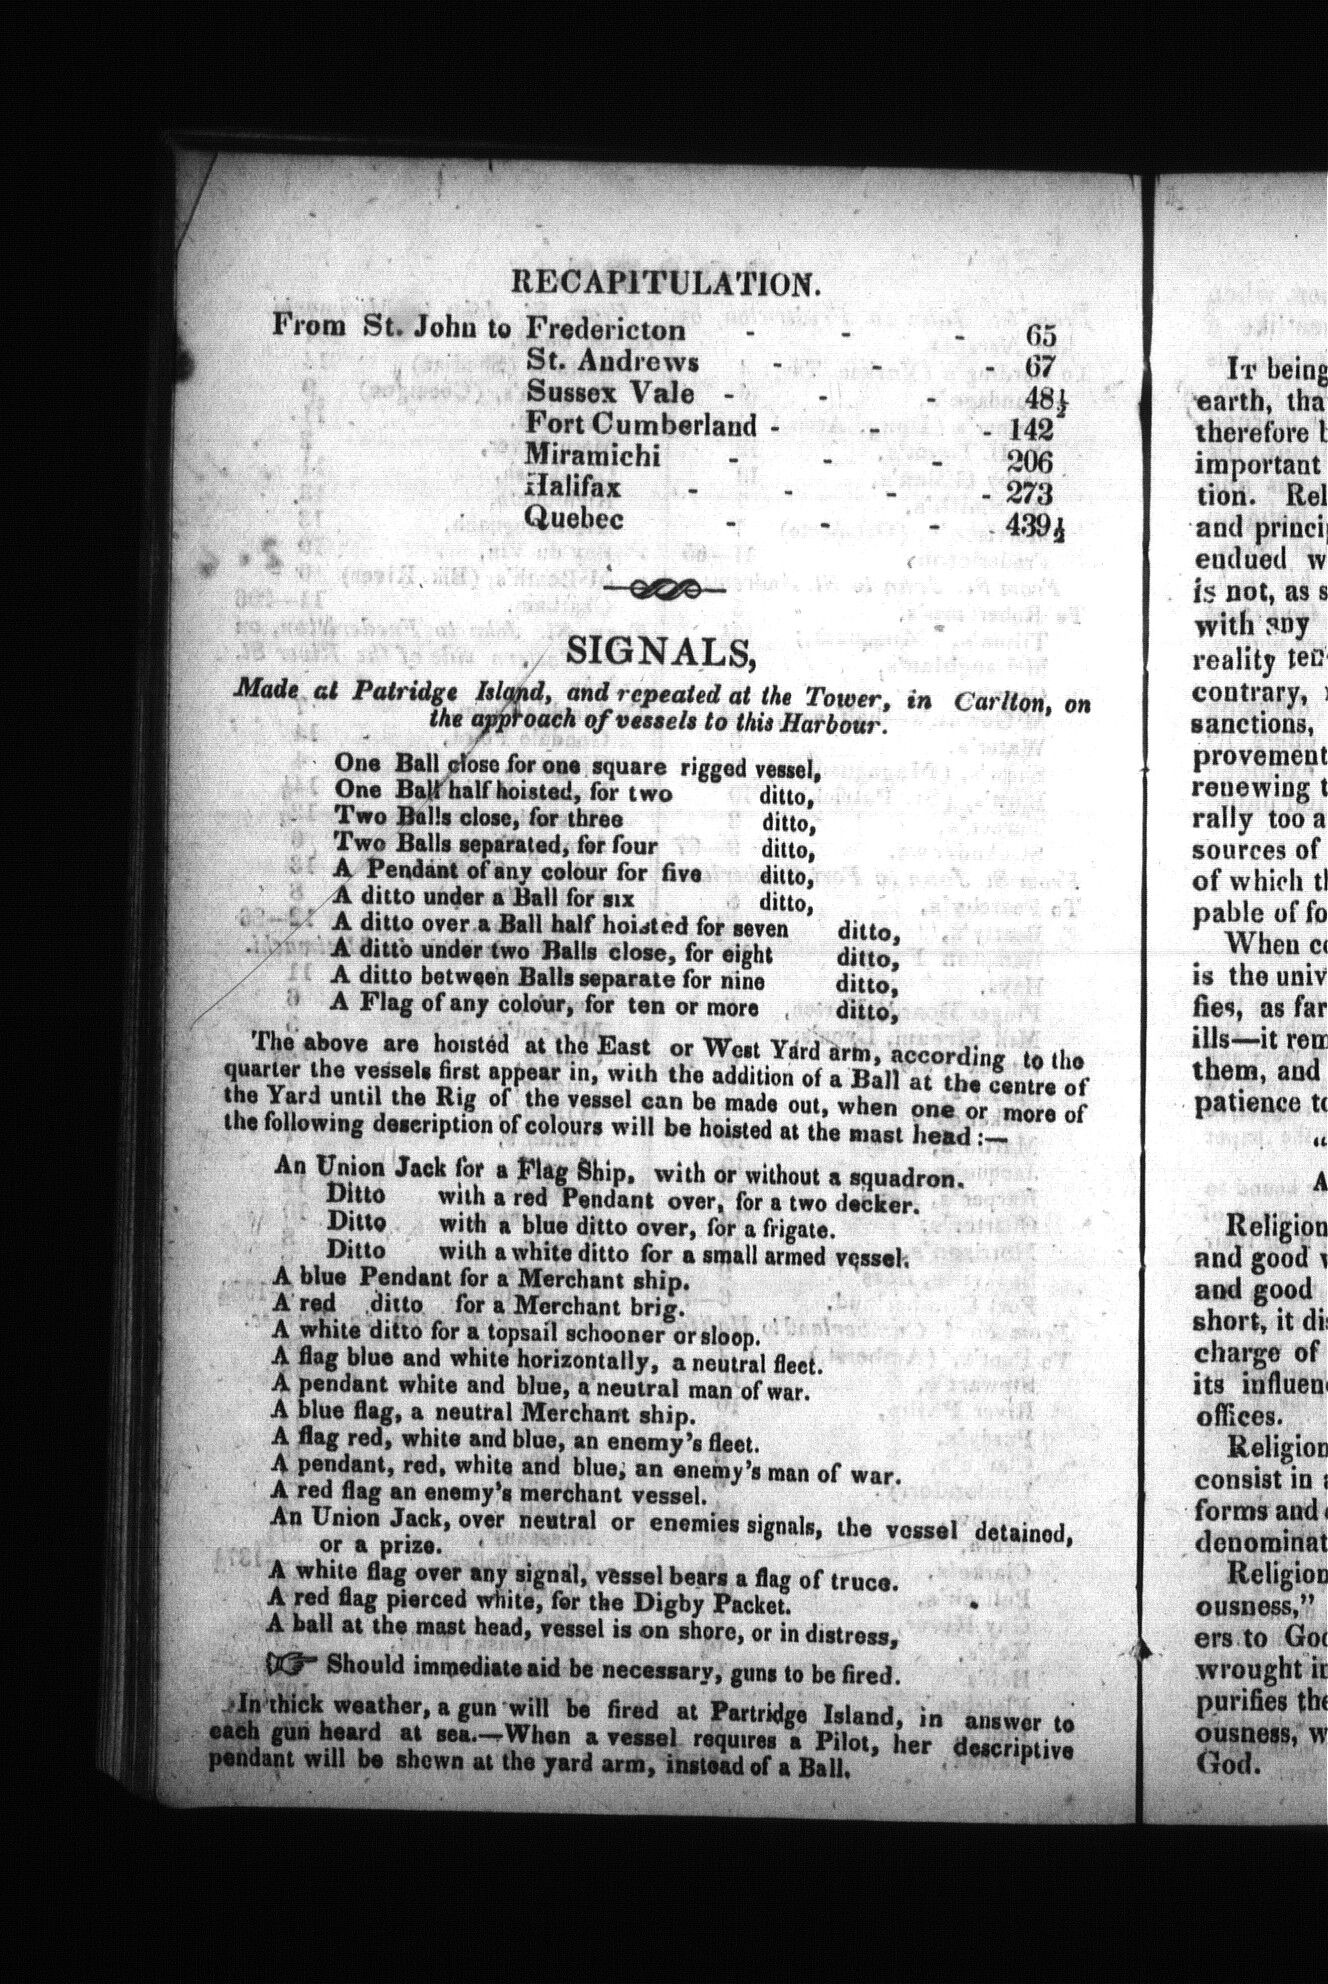 RECAPITULATION.
From St. John to Fredericton - - - 65
St. Andrews - - - 67
Sussex Vale - - - 48½
Fort Cumberland - - - 142
Miramichi - - - 206
Halifax - - - - 273
Quebec - - - 439½
SIGNALS,
Made at Patridge Island, and repeated at the Tower, in Carlton, on
the approach of vessels to this Harbour.
One Ball close for one square rigged vessel,
One Ball half hoisted, for two ditto,
Two Balls close, for three ditto,
Two Balls separated, for four ditto,
A Pendant of any colour for five ditto,
A ditto under a Ball for six ditto,
A ditto over a Ball half hoisted for seven ditto,
A ditto under two Balls close, for eight ditto,
A ditto between Balls separate for nine ditto,
A Flag of any colour, for ten or more ditto,
The above are hoisted at the East or West Yard arm, according to the
quarter the vessels first appear in, with the addition of a Ball at the centre of
the Yard until the Rig of the vessel can be made out, when one or more of
the following description of colours will be hoisted at the mast head :—
An Union Jack for a Flag Ship, with or without a squadron.
Ditto with a red Pendant over, for a two decker.
Ditto with a blue ditto over, for a frigate.
Ditto with a white ditto for a small armed vessel.
A blue Pendant for a Merchant ship.
A red ditto for a Merchant brig.
A white ditto for a topsail schooner or sloop.
A flag blue and white horizontally, a neutral fleet.
A pendant white and blue, a neutral man of war.
A blue flag, a neutral Merchant ship.
A flag red, white and blue, an enemy's fleet.
A pendant, red, white and blue, an enemy's man of war.
A red flag an enemy's merchant vessel.
An Union Jack, over neutral or enemies signals, the vessel detained,
or a prize.
A white flag over any signal, vessel bears a flag of truce.
A red flag pierced white, for the Digby Packet.
A ball at the mast head, vessel is on shore, or in distress,
☞ Should immediate aid be necessary, guns to be fired.
In thick weather, a gun will be fired at Partridge Island, in answer to
each gun heard at sea.—When a vessel requires a Pilot, her descriptive
pendant will be shewn at the yard arm, instead of a Ball.
IT being
earth, tha
therefore
important
tion. Rel
and princi
endued w
is not, as s
with any
reality
contrary,
sanctions,
provement
renewing t
rally too a
sources of
of which
pable of fo
When co
is the univ
fies, as far
ills—it rem
them, and
patience to
"
A
Religion
and good
and good
short, it dis
charge of
its influen
offices.
Religion
consist in a
forms and
denominat
Religion
ousness,"
ers to God
wrought in
purifies the
ousness, w
God.